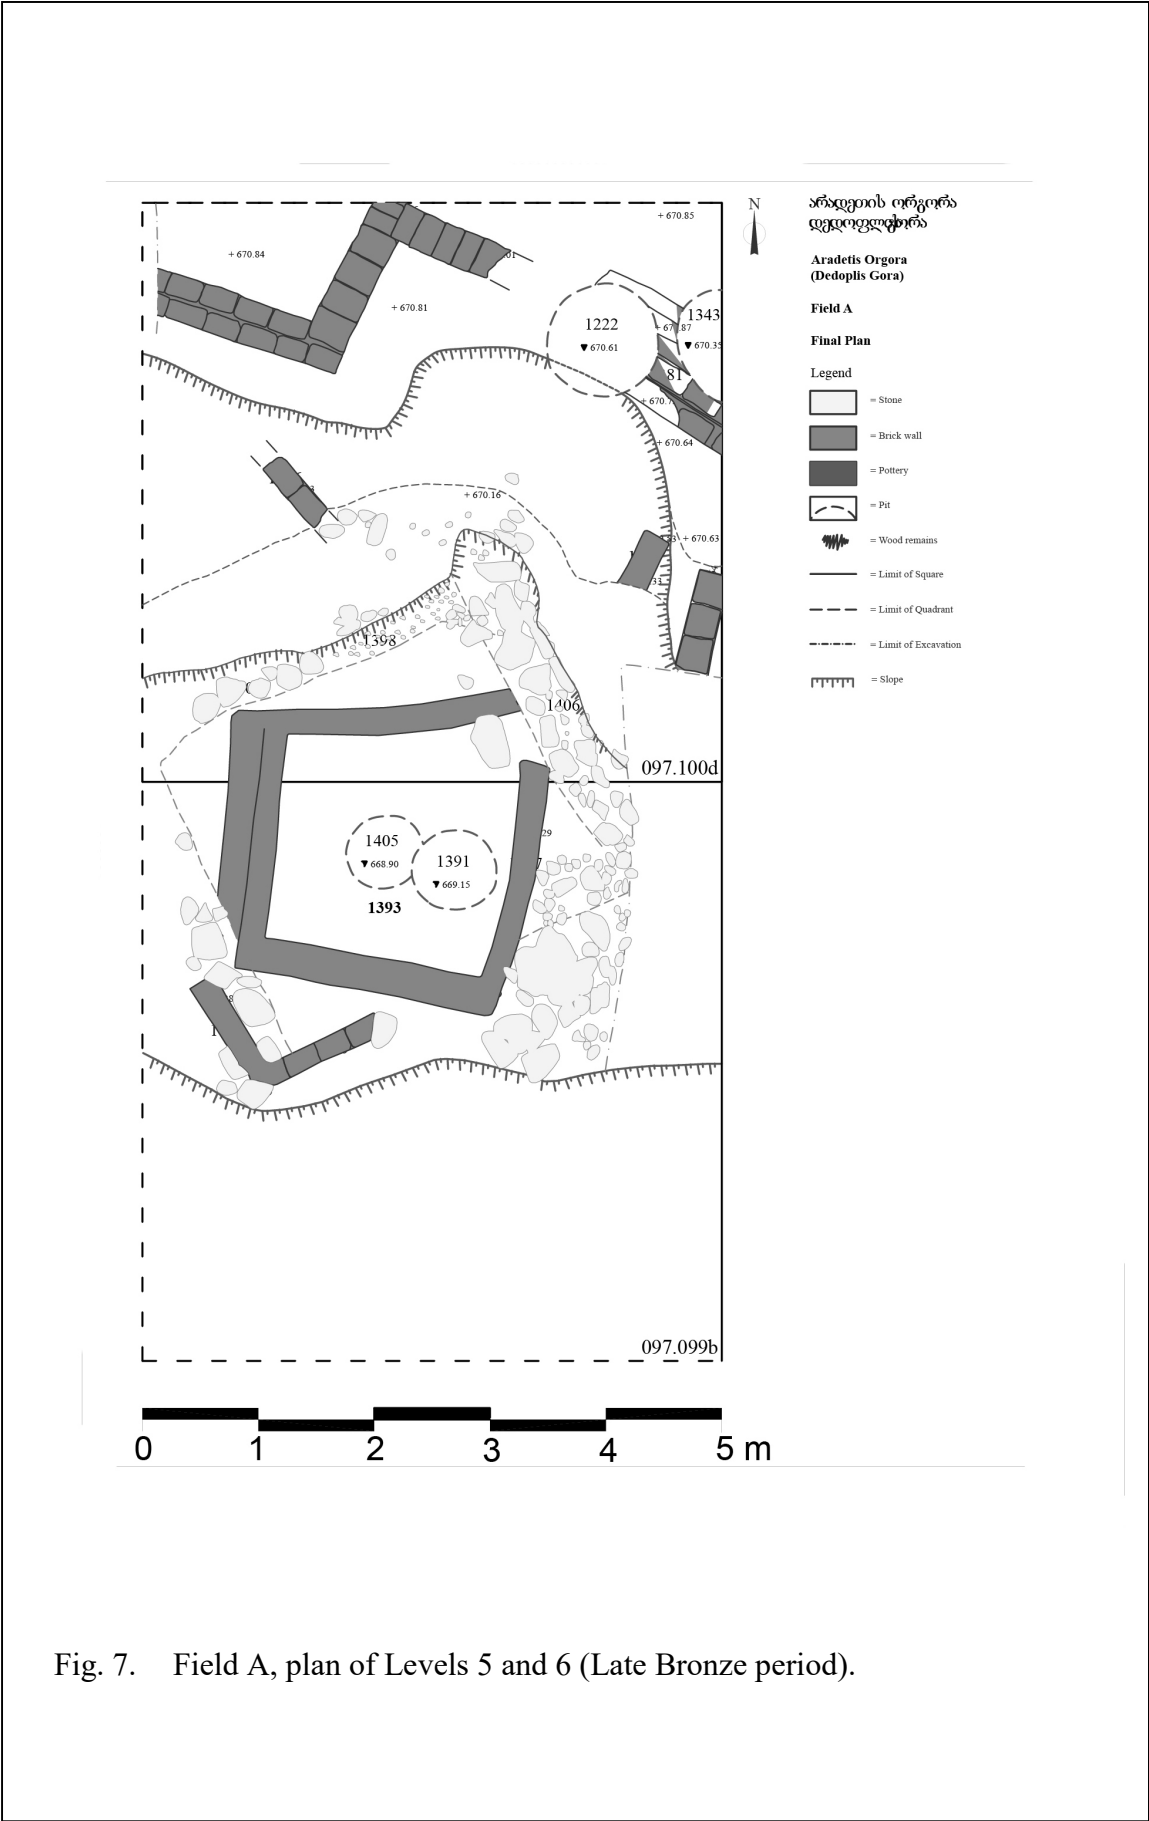 არადეთის ორგორა
+ 670.85
N
+ 670.84
Aradetis Orgora
(Dedoplis Gora)
+ 670.81
Field A
1343
1222
Final Plan
670.61
670.35
Legend
81
= Stone
= Brick wall
+ 670.64
= Pottery
+ 670.16
= Pit
+ 670.63
= Wood remains
= Limit of Square
= Limit of Quadrant
1398
= Limit of Excavation
= Slope
1406
097.100d
1405
668.90
1391
669.15
1393
097.099b
0 1 2 3 4 5 m
Fig. 7. Field A, plan of Levels 5 and 6 (Late Bronze period).